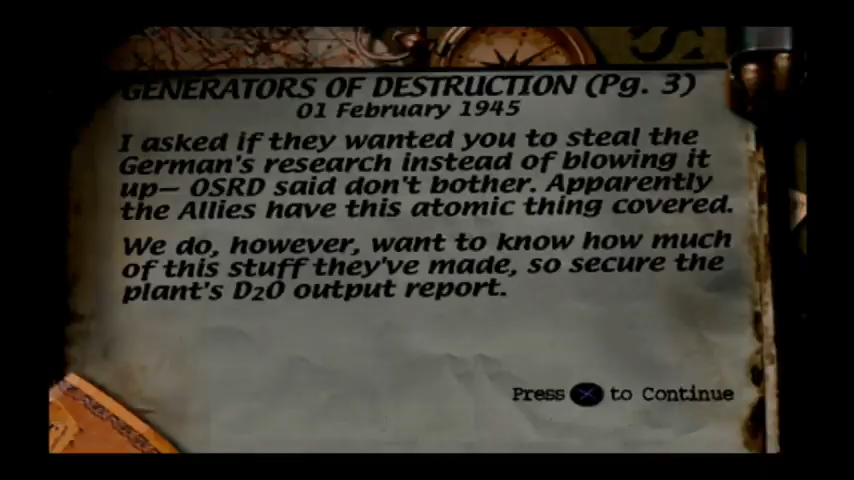 GENERATORS OF DESTRUCTION (Pg. 3)
01 February 1945
I asked if they wanted you to steal the
German's research instead of blowing it
up— OSRD said don't bother. Apparently
the Allies have this atomic thing covered.
We do, however, want to know how much
of this stuff they've made, so secure the
plant's D₂O output report.
Press to Continue